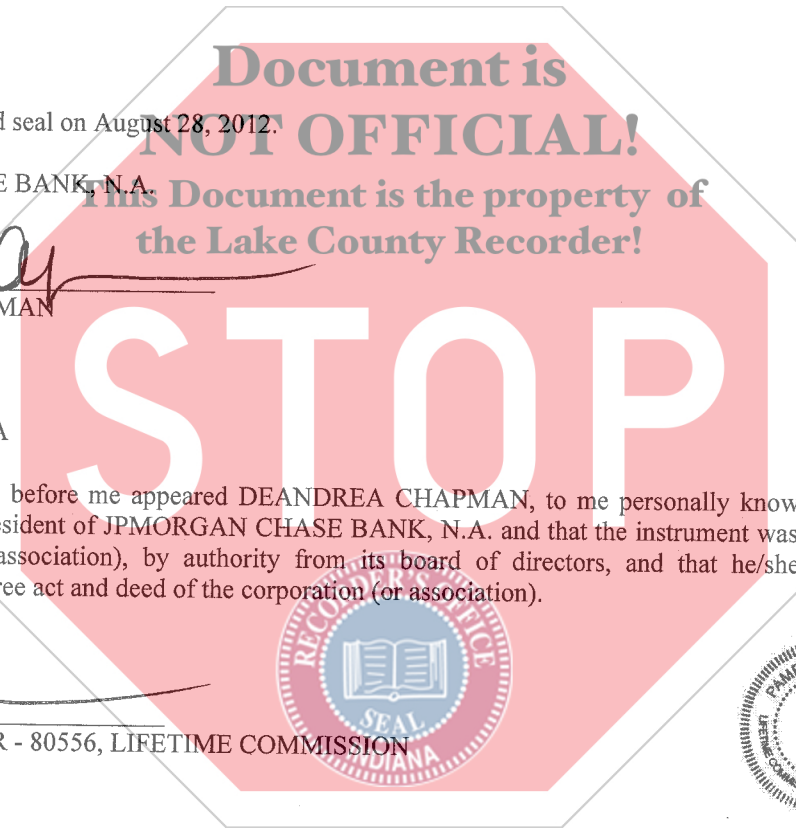 Document is
d seal on August 28, 2012.
NOT OFFICIAL!
E BANK, N.A.
This Document is the property of
the Lake County Recorder!
MAN
STOP
A
before me appeared DEANDREA CHAPMAN, to me personally know
esident of JPMORGAN CHASE BANK, N.A. and that the instrument was
association), by authority from its board of directors, and that he/she
ree act and deed of the corporation (or association).
RECORDER'S OFFICE
SEAL
INDIANA
R - 80556, LIFETIME COMMISSION
LIFETIME